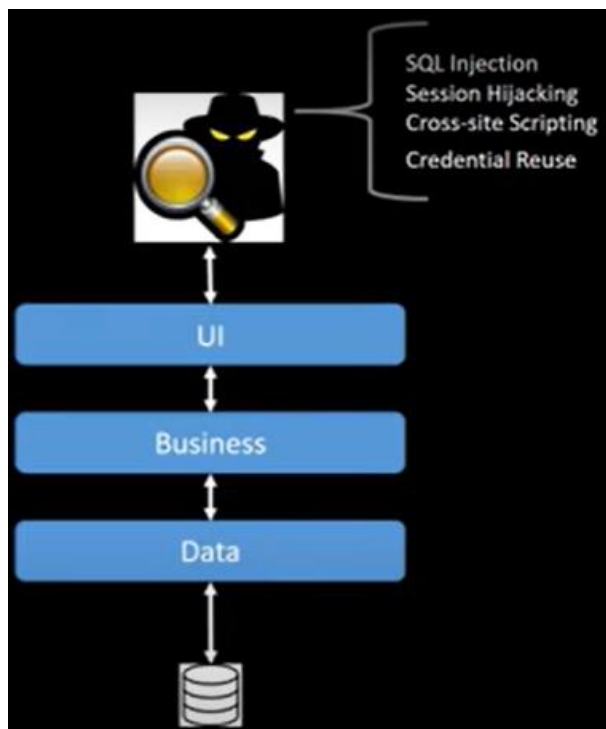 SQL Injection
Session Hijacking
Cross-site Scripting
Credential Reuse
UI
Business
Data